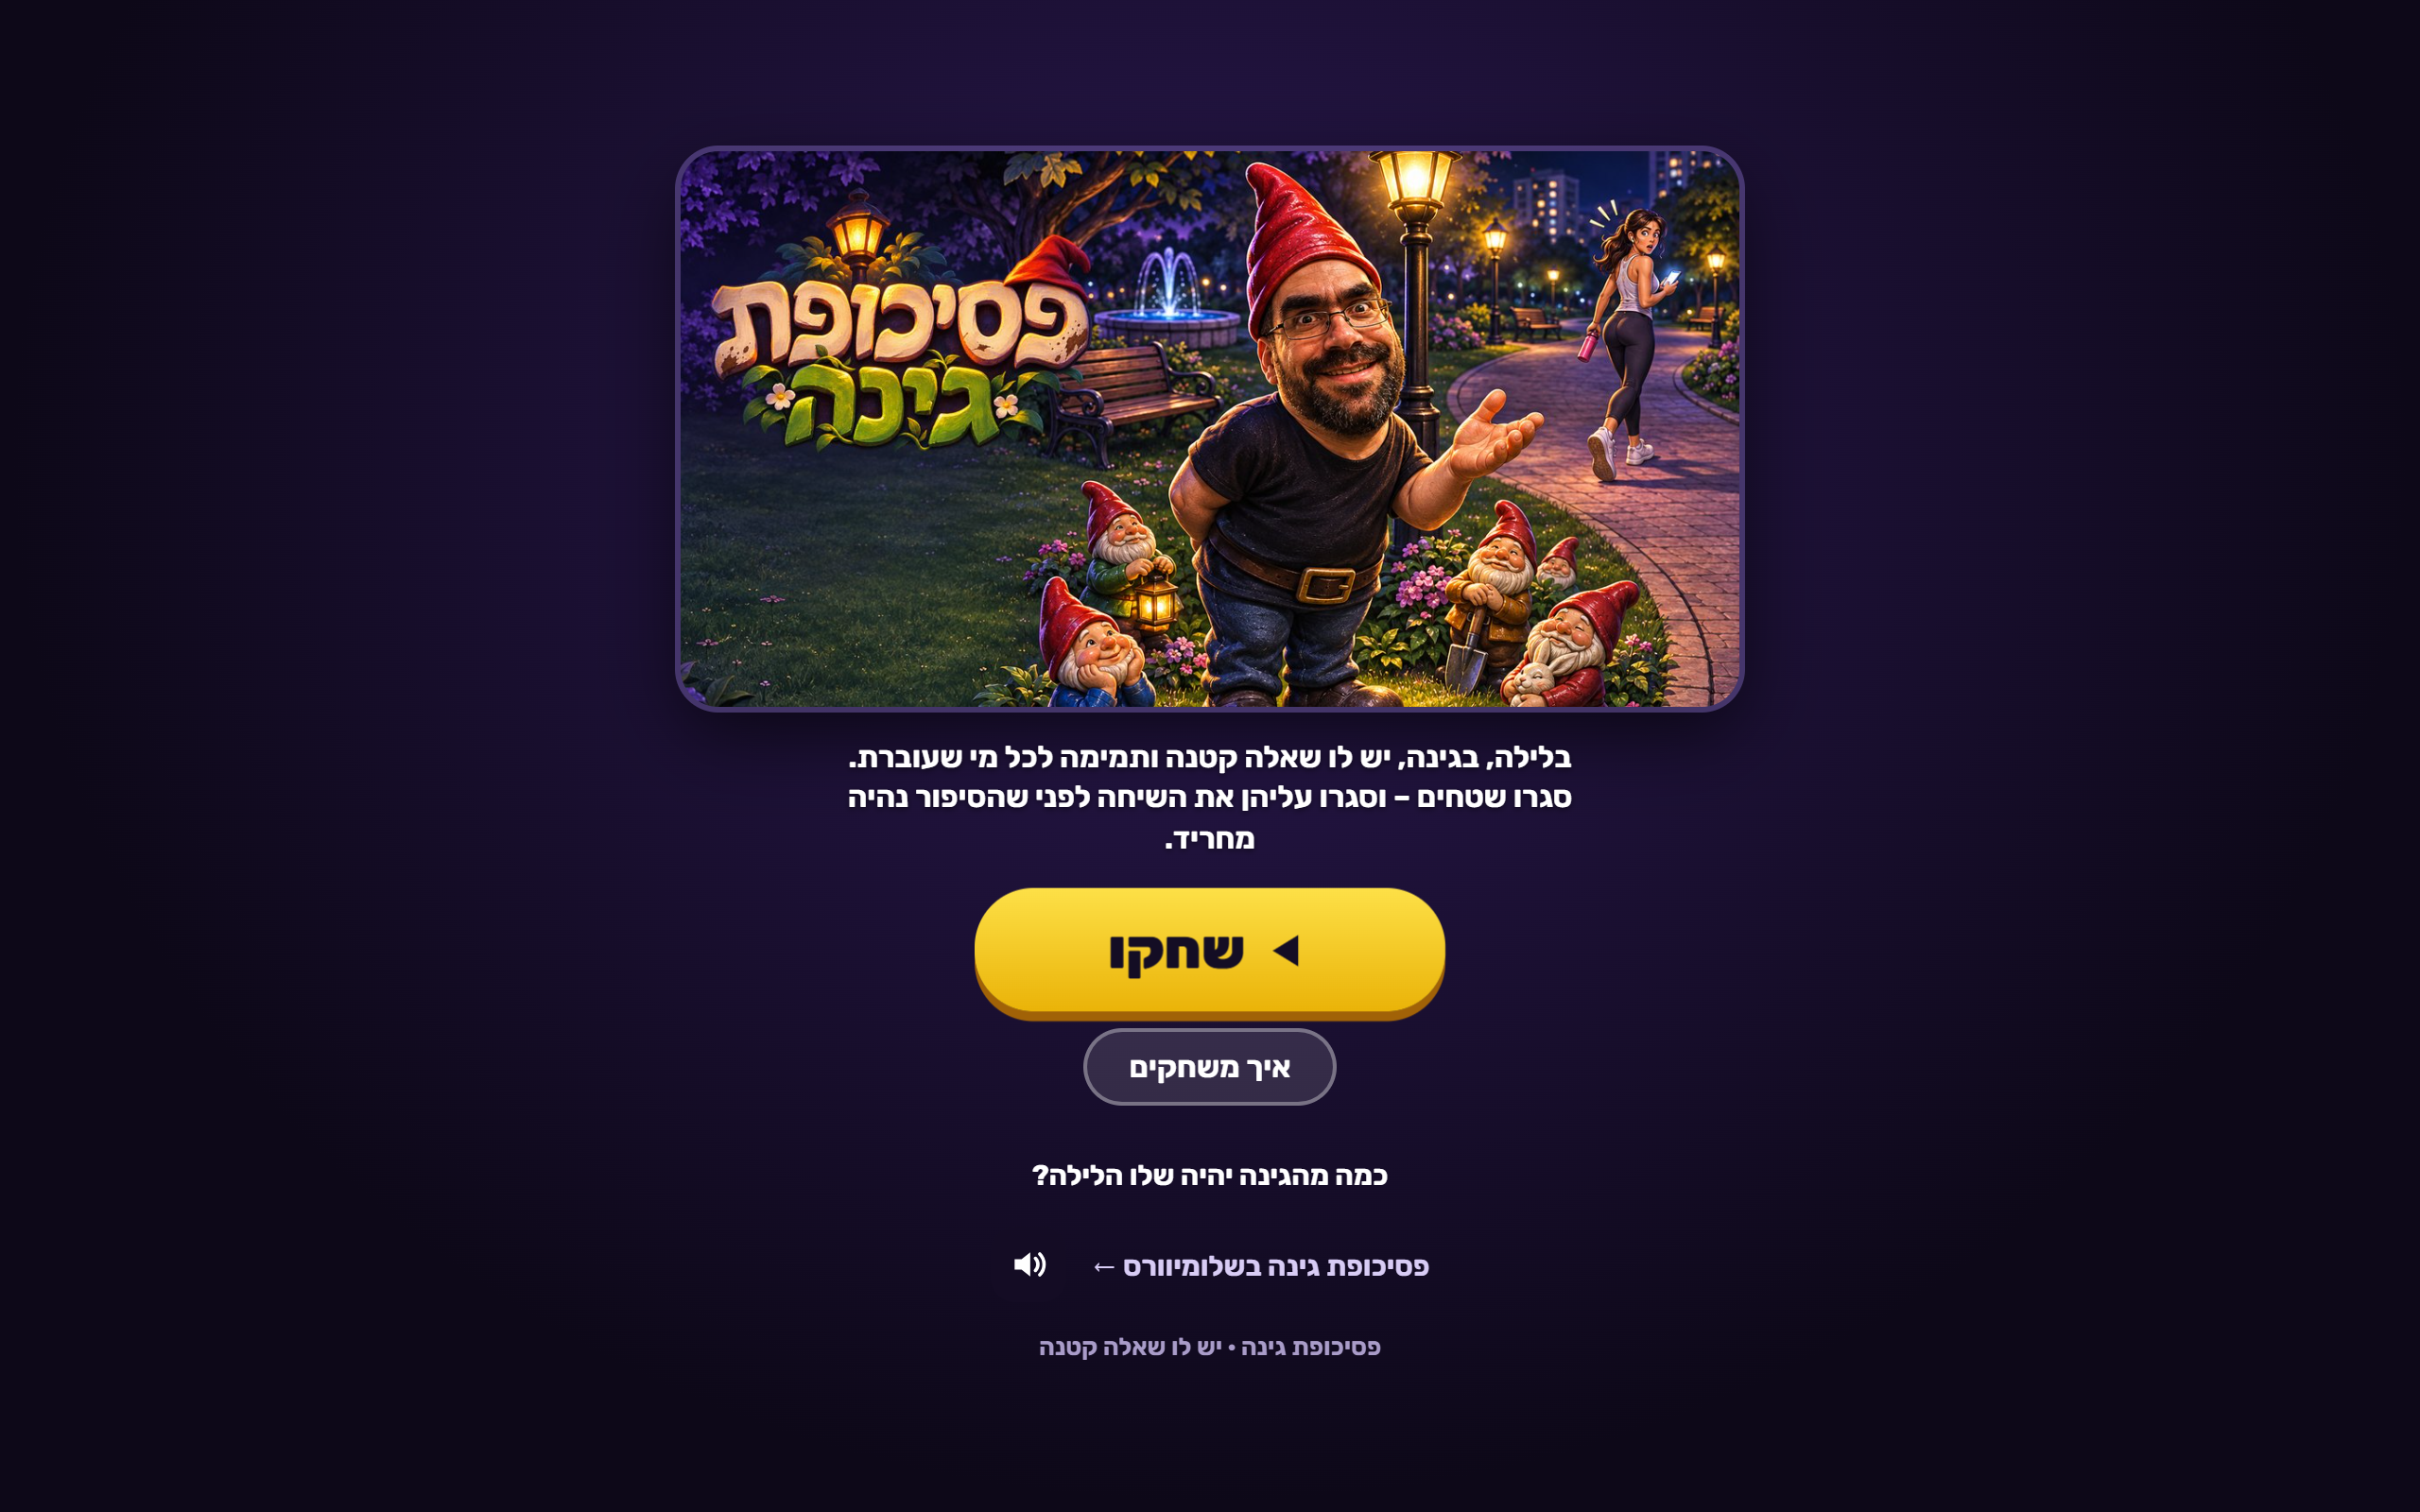 פסיכופת
גינה
בלילה, בגינה, יש לו שאלה קטנה ותמימה לכל מי שעוברת.
סגרו שטחים – וסגרו עליהן את השיחה לפני שהסיפור נהיה
מחריד.
שחקו
איך משחקים
כמה מהגינה יהיה שלו הלילה?
פסיכופת גינה בשלומיוורס ←
פסיכופת גינה • יש לו שאלה קטנה